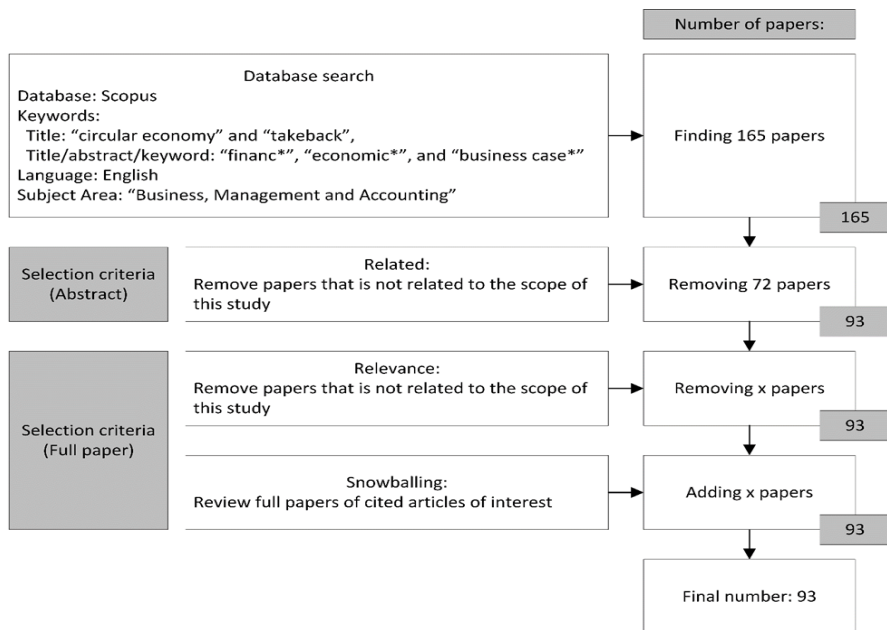 Number of papers:
Database search
Database: Scopus
Keywords:
Title: “circular economy” and “takeback”,
Title/abstract/keyword: “financ*”, “economic*”, and “business case*”
Language: English
Subject Area: “Business, Management and Accounting”
Finding 165 papers
165
Selection criteria
(Abstract)
Related:
Remove papers that is not related to the scope of
this study
Removing 72 papers
93
Selection criteria
(Full paper)
Relevance:
Remove papers that is not related to the scope of
this study
Removing x papers
93
Snowballing:
Review full papers of cited articles of interest
Adding x papers
93
Final number: 93